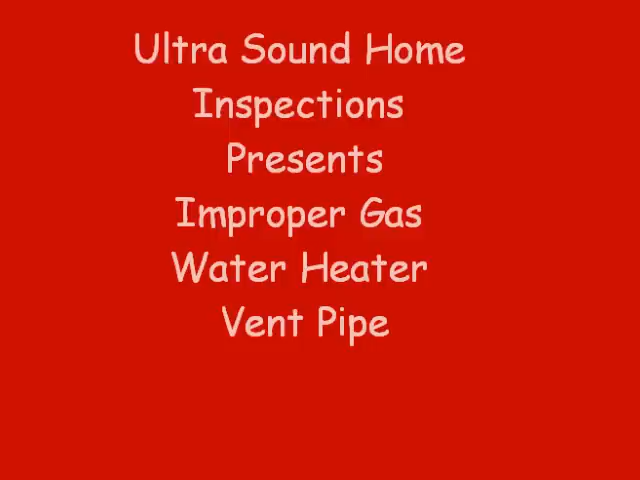 Ultra Sound Home
Inspections
Presents
Improper Gas
Water Heater
Vent Pipe